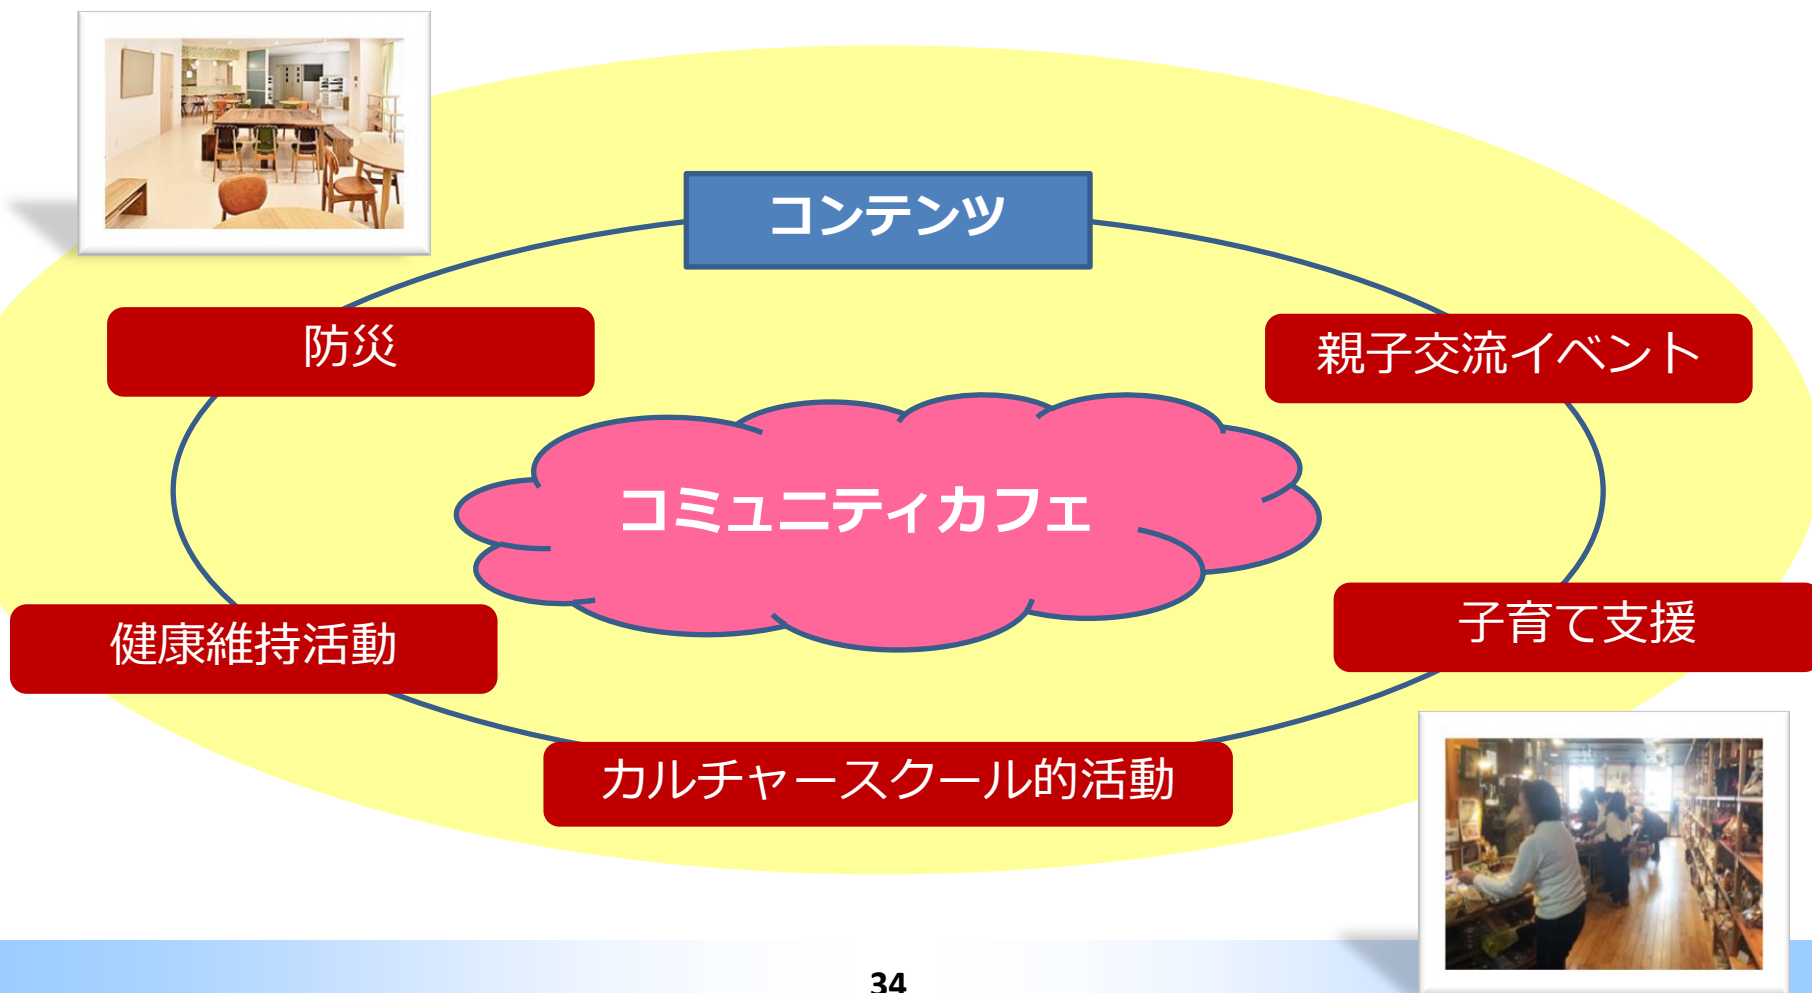 コンテンツ
防災
親子交流イベント
コミュニティカフェ
健康維持活動
子育て支援
カルチャースクール的活動
34